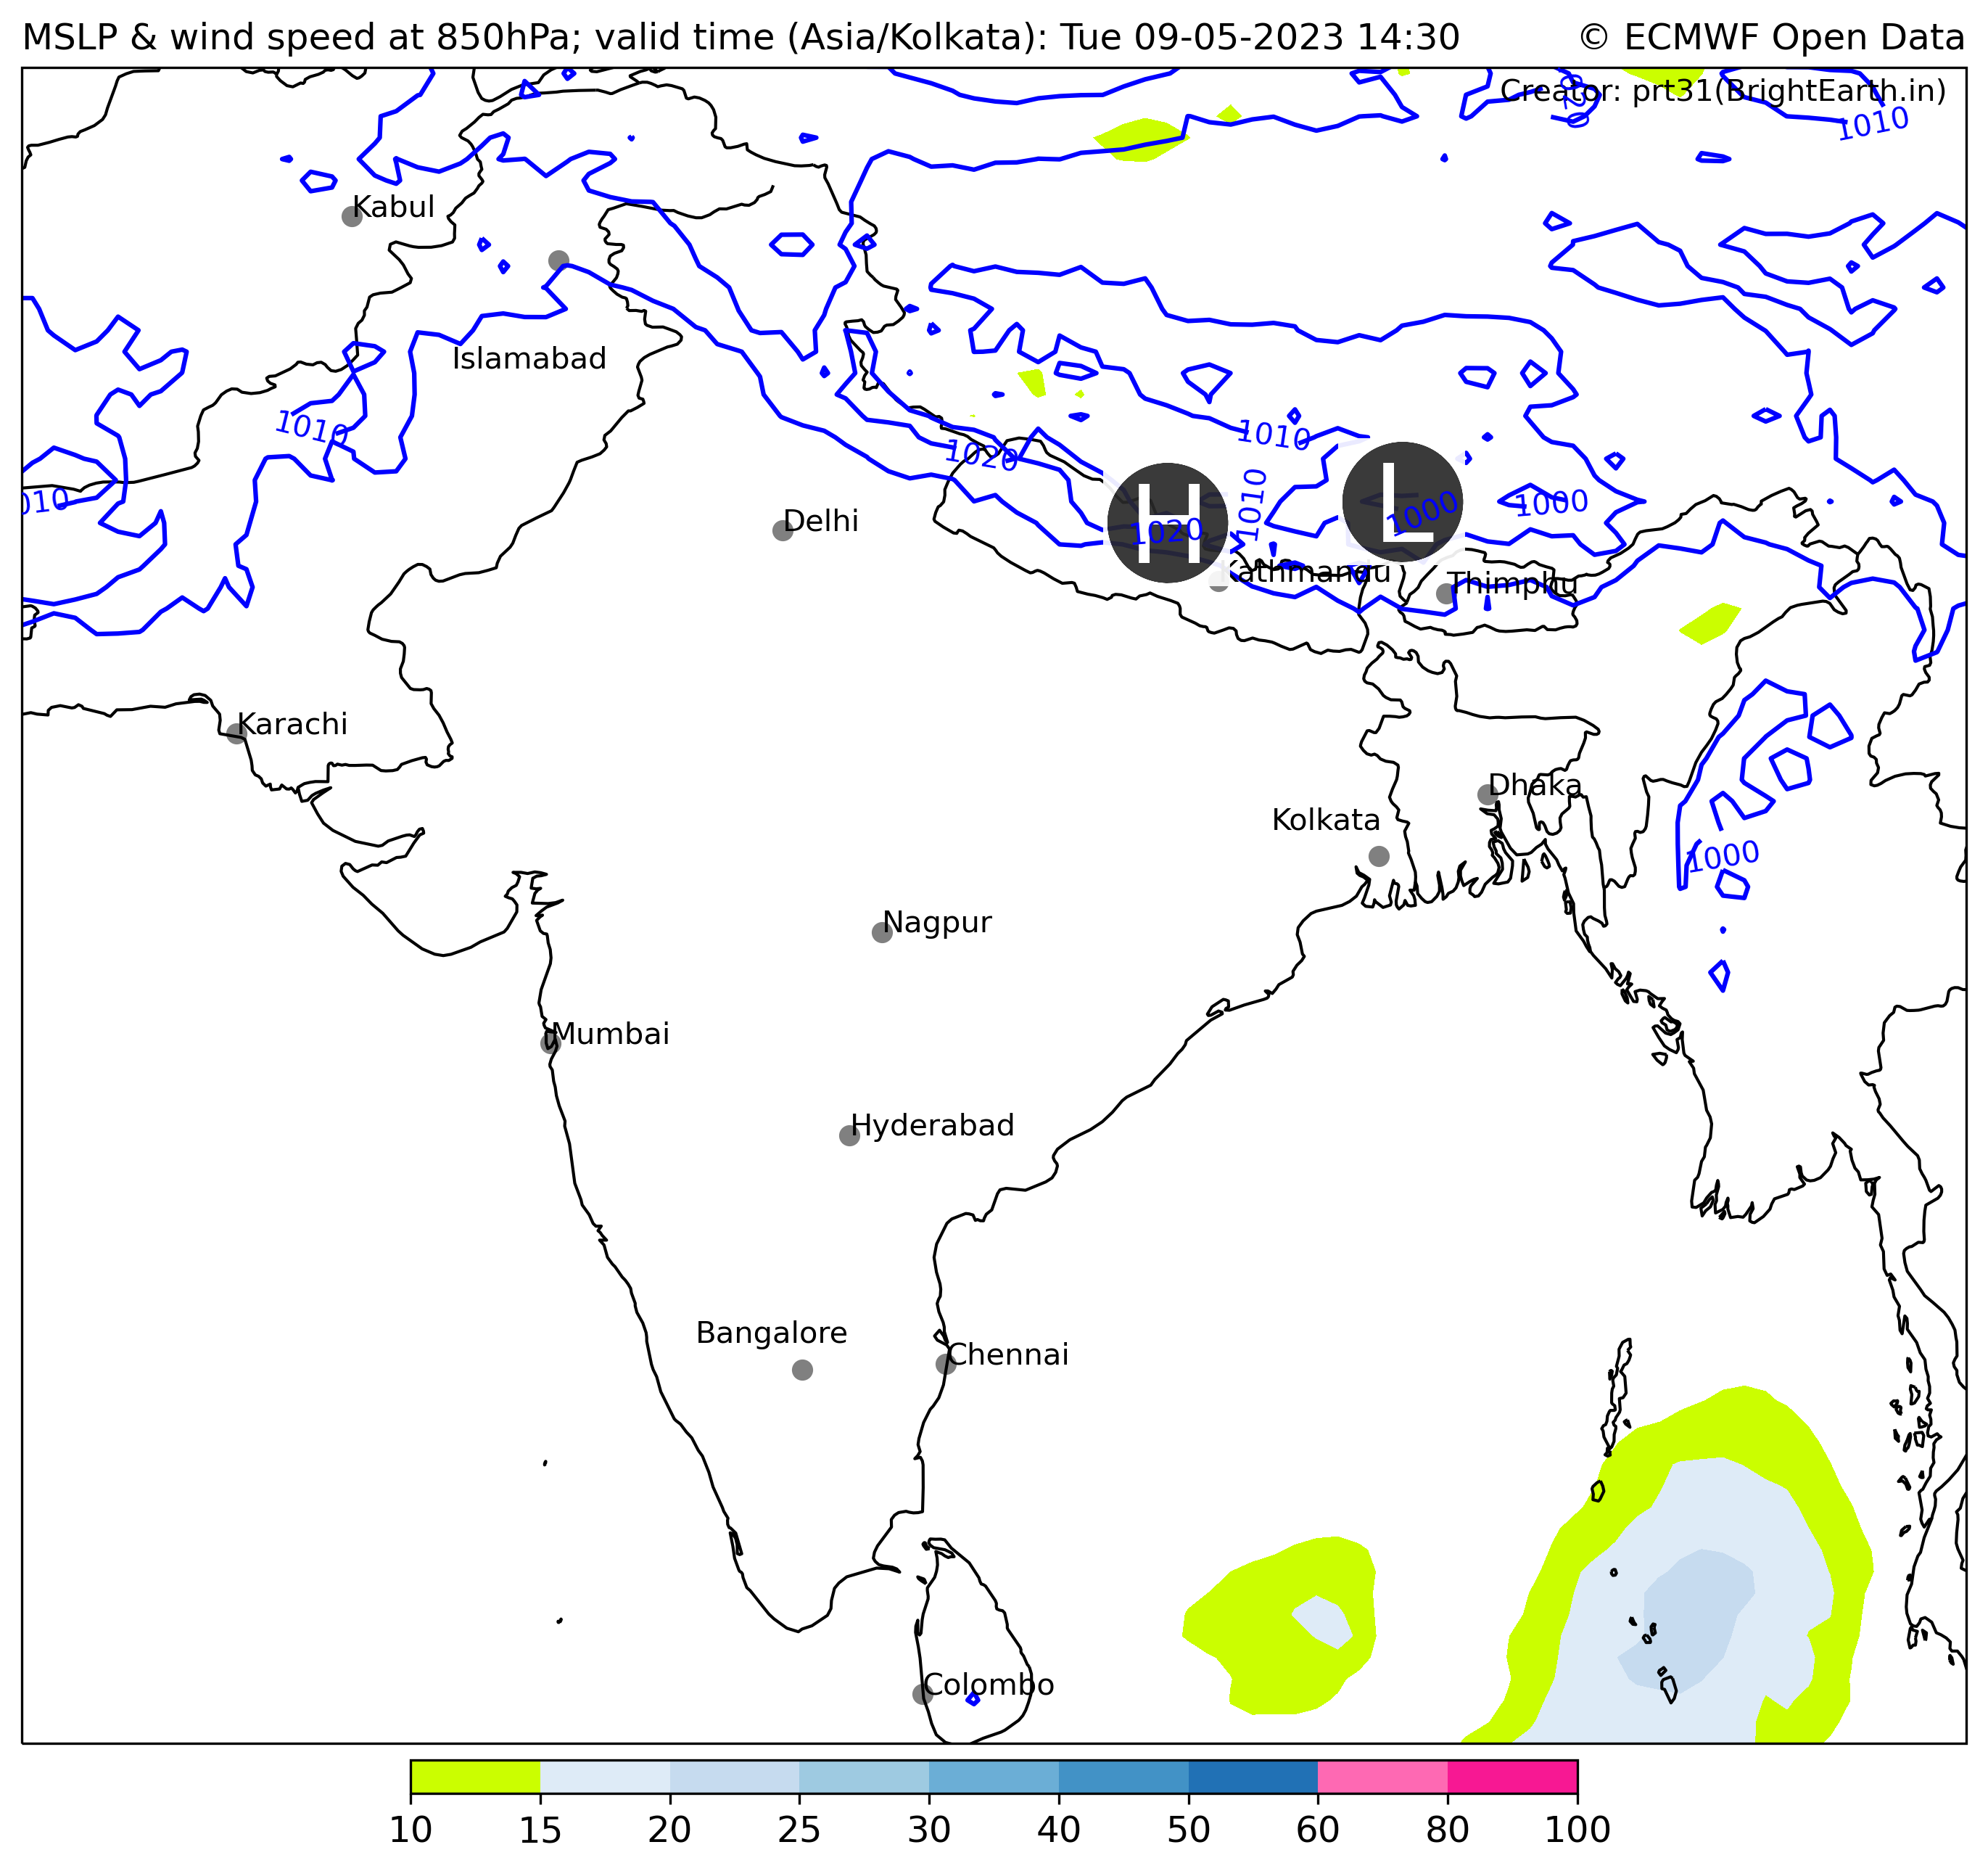 MSLP & wind speed at 850hPa; valid time (Asia/Kolkata): Tue 09-05-2023 14:30
© ECMWF Open Data
Creator: prt31(BrightEarth.in)
1020
1010
Kabul
Islamabad
1010
1010
1020
010
1010
1000
1000
H
1020
L
Delhi
Kathmandu
Thimphu
Karachi
Dhaka
Kolkata
1000
Nagpur
Mumbai
Hyderabad
Bangalore
Chennai
Colombo
10 15 20 25 30 40 50 60 80 100